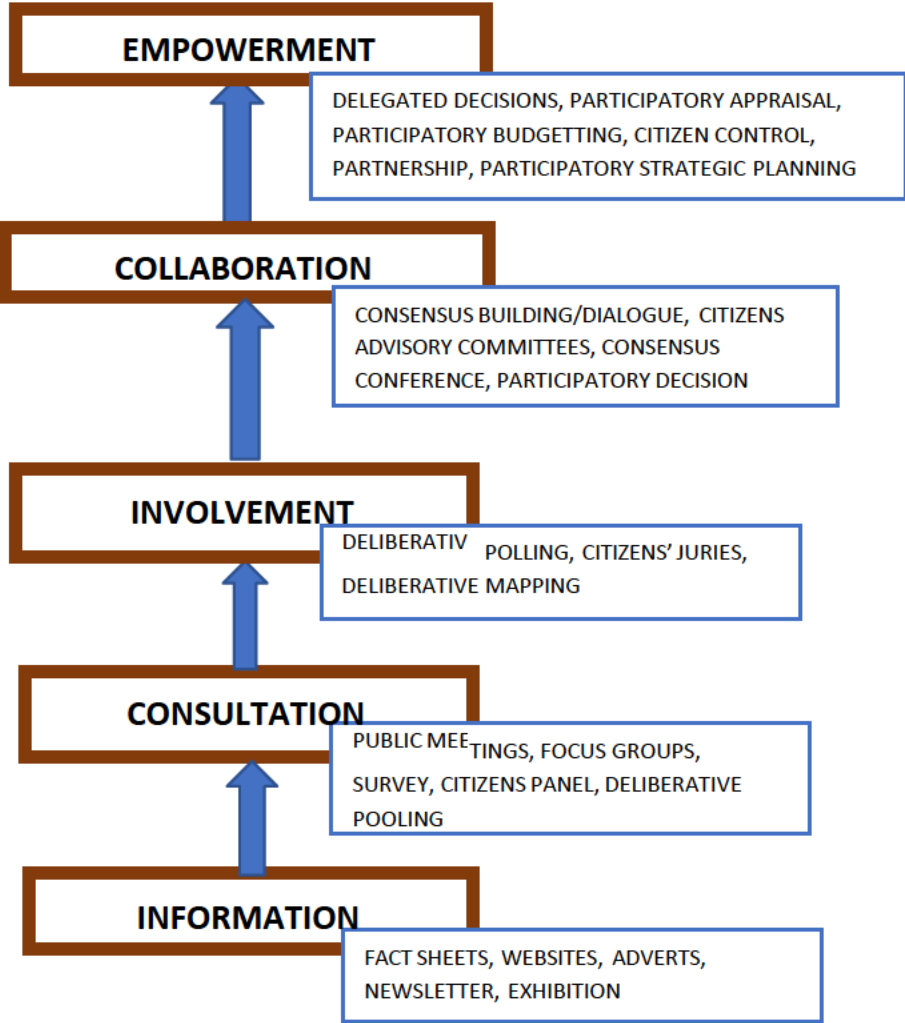 EMPOWERMENT
DELEGATED DECISIONS, PARTICIPATORY APPRAISAL,
PARTICIPATORY BUDGETTING, CITIZEN CONTROL,
PARTNERSHIP, PARTICIPATORY STRATEGIC PLANNING
COLLABORATION
CONSENSUS BUILDING/DIALOGUE, CITIZENS
ADVISORY COMMITTEES, CONSENSUS
CONFERENCE, PARTICIPATORY DECISION
INVOLVEMENT
DELIBERATIV POLLING, CITIZENS’ JURIES,
DELIBERATIVE MAPPING
CONSULTATION
PUBLIC MEETINGS, FOCUS GROUPS,
SURVEY, CITIZENS PANEL, DELIBERATIVE
POOLING
INFORMATION
FACT SHEETS, WEBSITES, ADVERTS,
NEWSLETTER, EXHIBITION